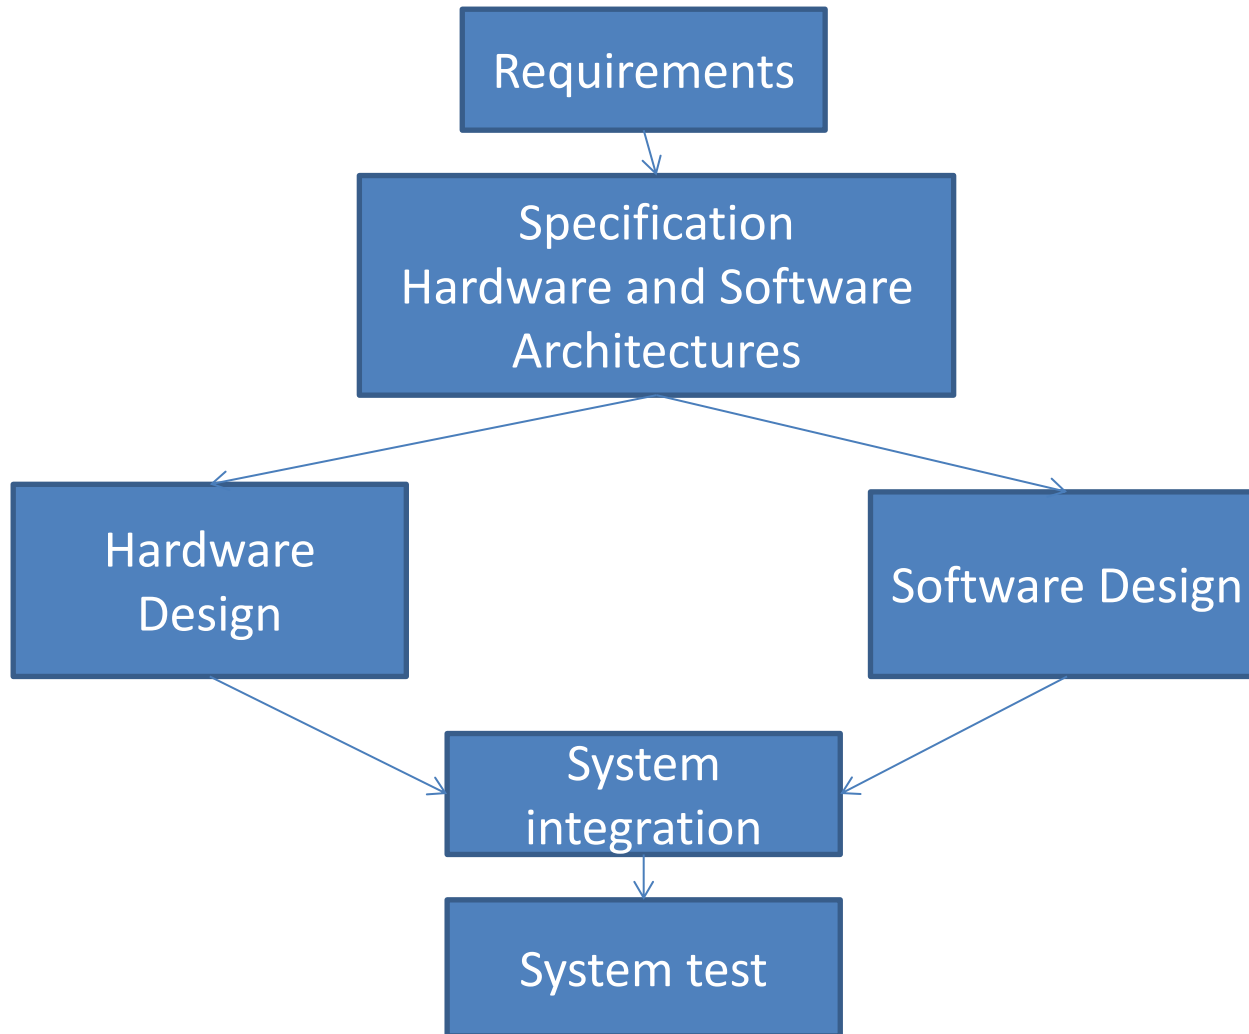 Requirements
Specification
Hardware and Software
Architectures
Hardware
Design
Software Design
System
integration
System test